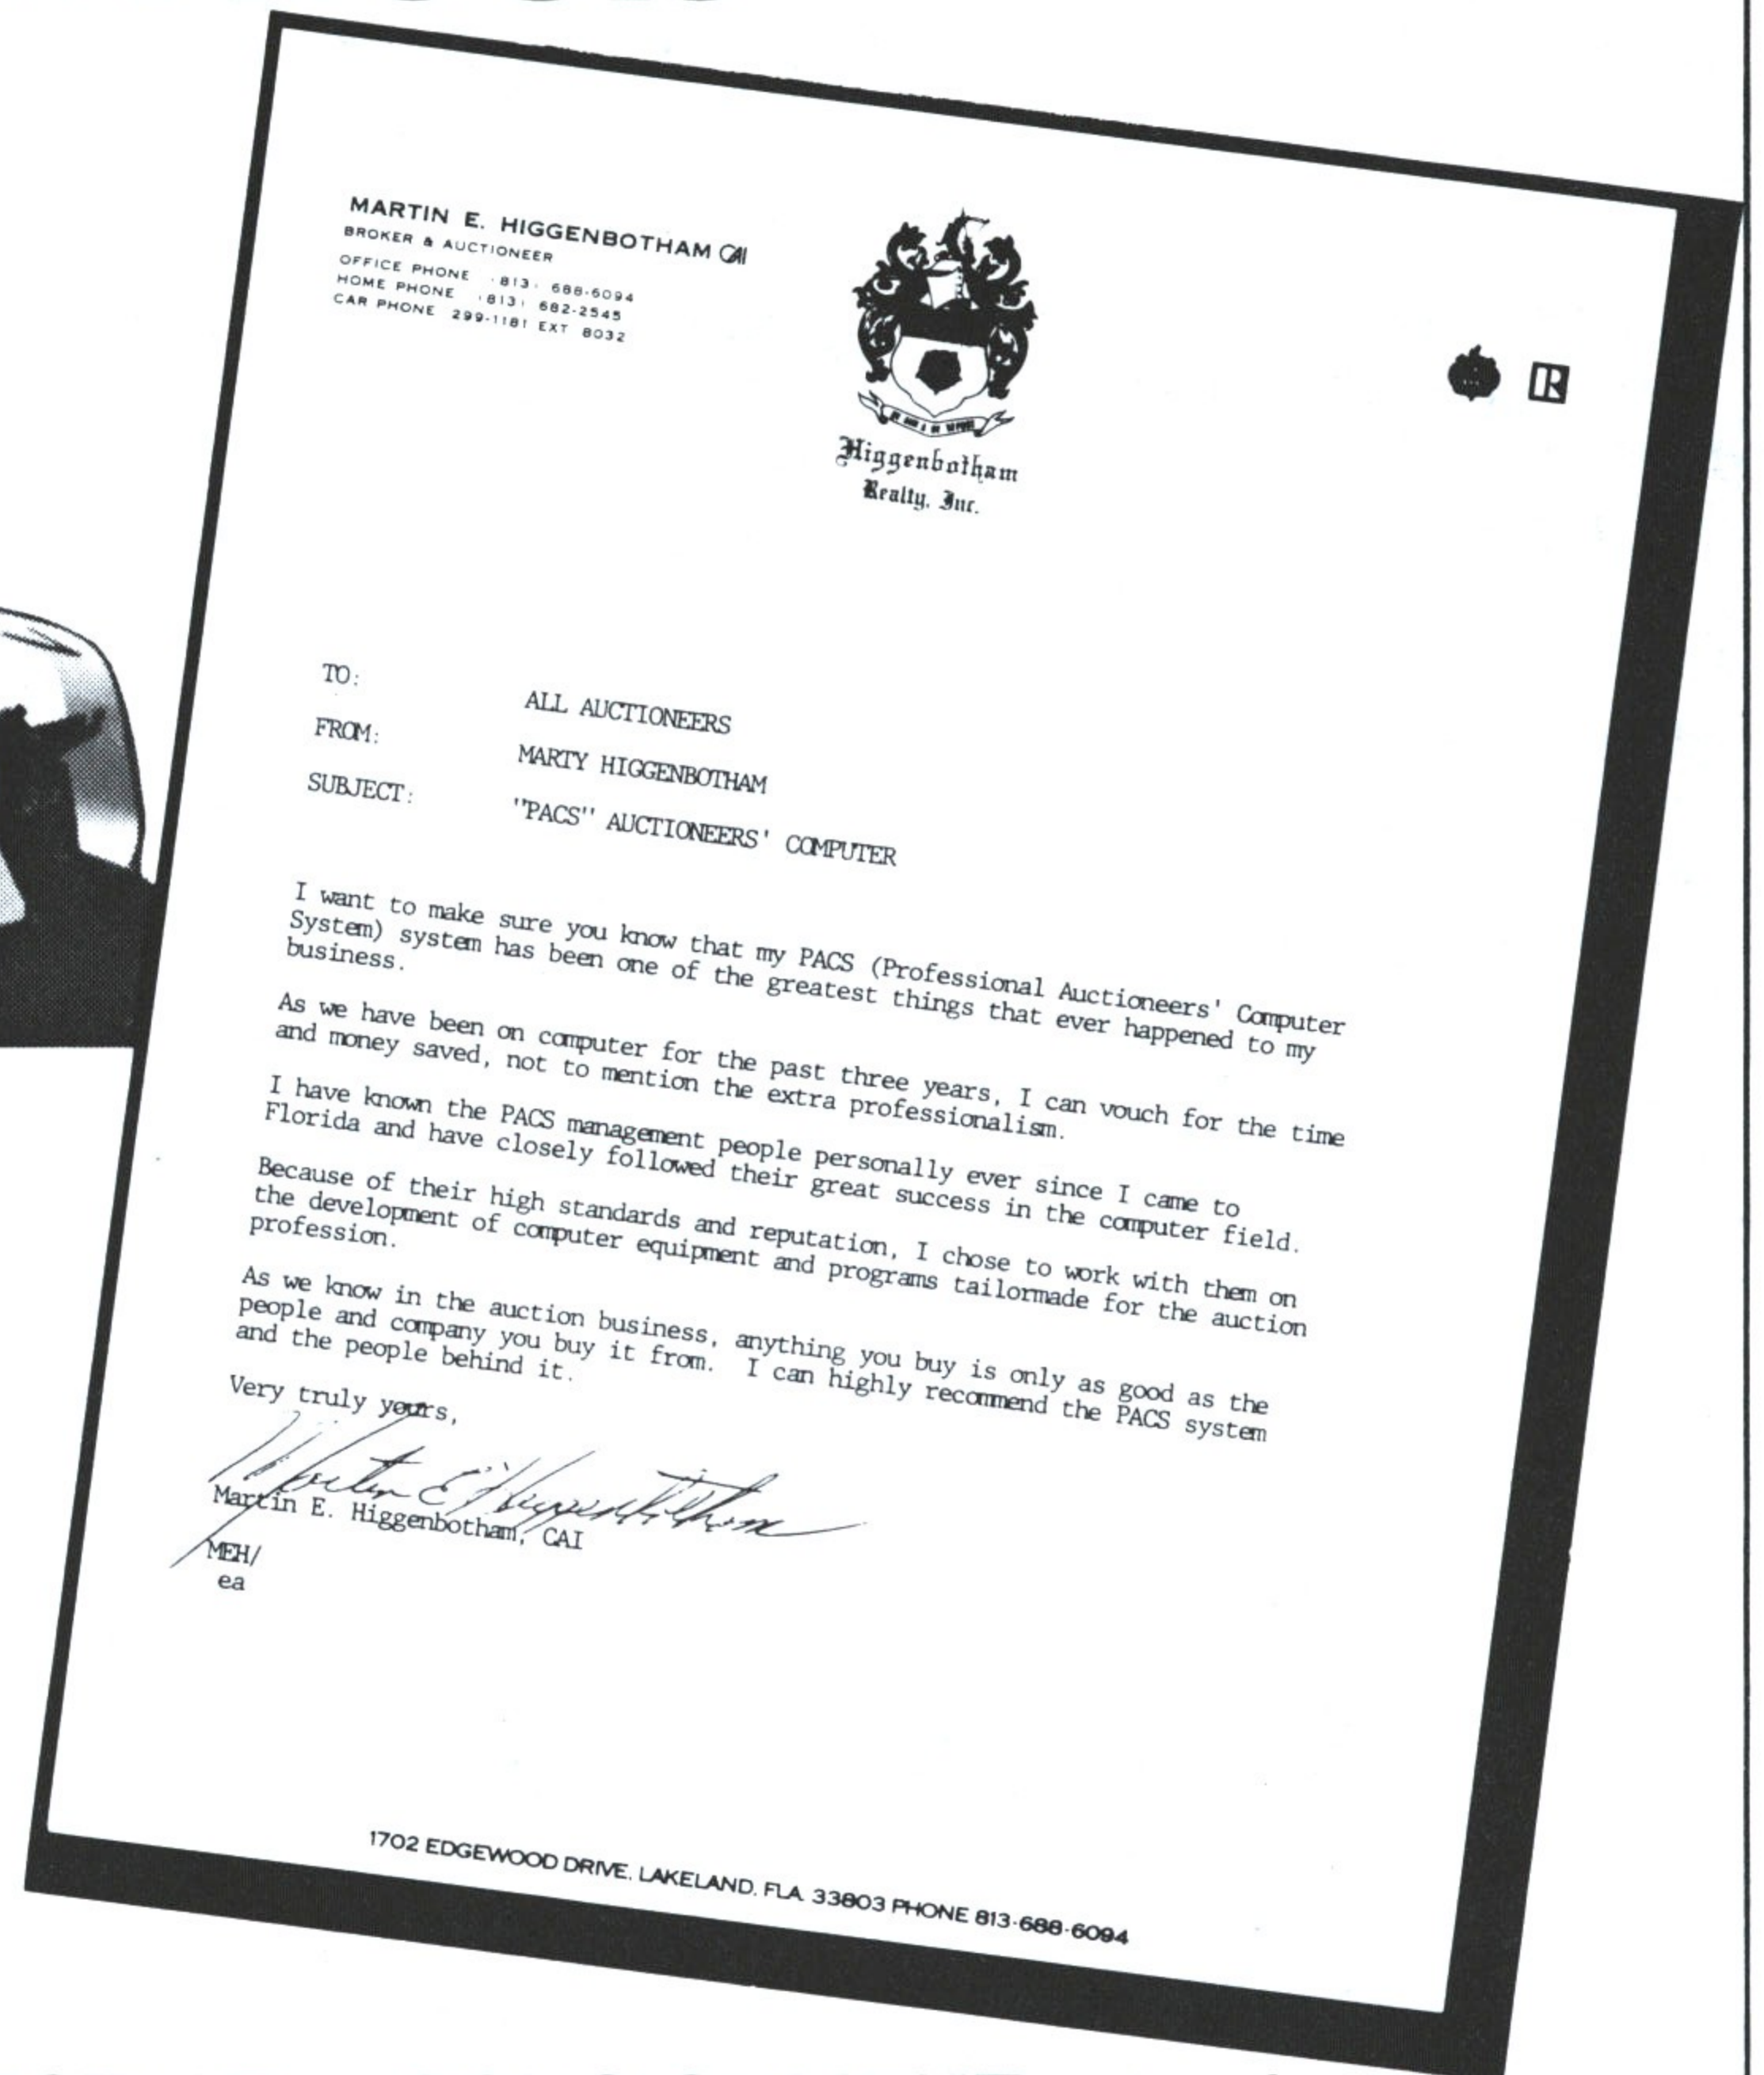 MARTIN E. HIGGENBOTHAM CAI
BROKER & AUCTIONEER
OFFICE PHONE (813) 688-6094
HOME PHONE (813) 682-2545
CAR PHONE 299-1181 EXT 8032
Higgenbotham
Realty, Inc.
R
TO: ALL AUCTIONEERS
FROM: MARTY HIGGENBOTHAM
SUBJECT: "PACS" AUCTIONEERS' COMPUTER
I want to make sure you know that my PACS (Professional Auctioneers' Computer
System) system has been one of the greatest things that ever happened to my
business.
As we have been on computer for the past three years, I can vouch for the time
and money saved, not to mention the extra professionalism.
I have known the PACS management people personally ever since I came to
Florida and have closely followed their great success in the computer field.
Because of their high standards and reputation, I chose to work with them on
the development of computer equipment and programs tailormade for the auction
profession.
As we know in the auction business, anything you buy is only as good as the
people and company you buy it from. I can highly recommend the PACS system
and the people behind it.
Very truly yours,
Martin E Higgenbotham
Martin E. Higgenbotham, CAI
MEH/
ea
1702 EDGEWOOD DRIVE, LAKELAND, FLA. 33803 PHONE 813-688-6094